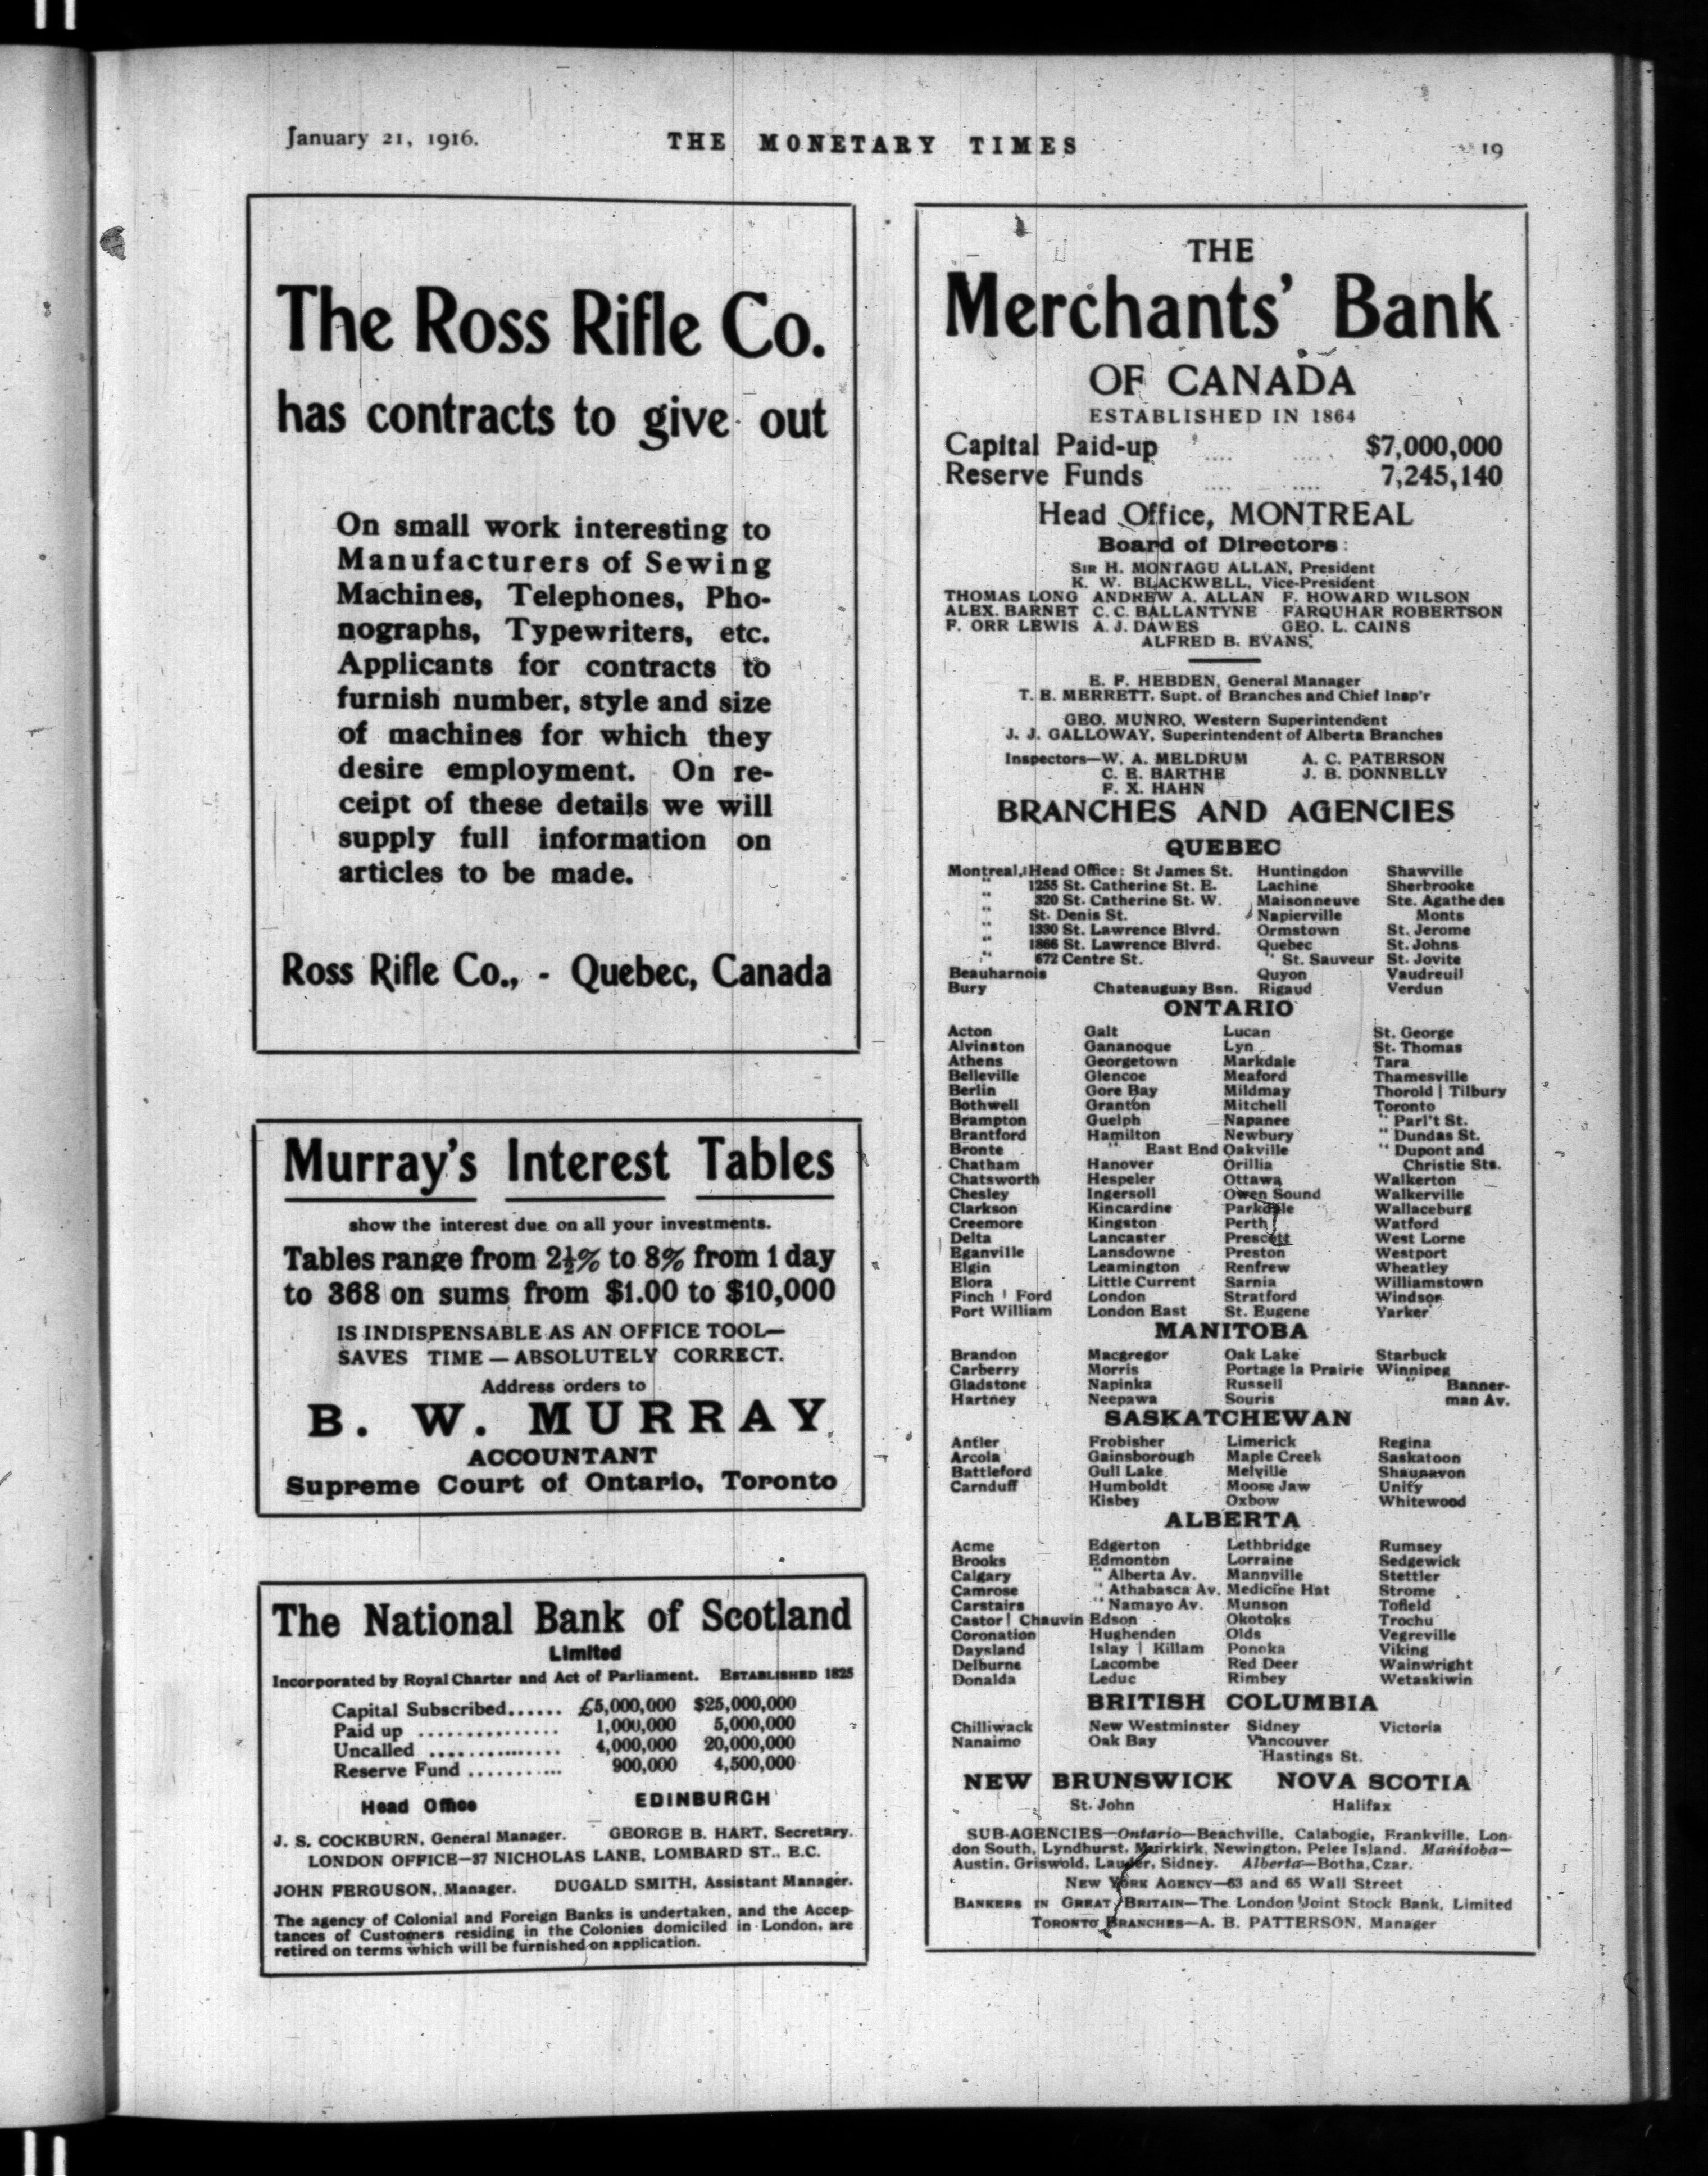 January 21, 1916.
THE MONETARY TIMES
19
The Ross Rifle Co.
has contracts to give out
On small work interesting to
Manufacturers of Sewing
Machines, Telephones, Pho-
nographs, Typewriters, etc.
Applicants for contracts to
furnish number, style and size
of machines for which they
desire employment. On re-
ceipt of these details we will
supply full information on
articles to be made.
Ross Rifle Co., - Quebec, Canada
Murray's Interest Tables
show the interest due on all your investments.
Tables range from 2½% to 8% from 1 day
to 368 on sums from $1.00 to $10,000
IS INDISPENSABLE AS AN OFFICE TOOL—
SAVES TIME — ABSOLUTELY CORRECT.
Address orders to
B. W. MURRAY
ACCOUNTANT
Supreme Court of Ontario, Toronto
The National Bank of Scotland
Limited
Incorporated by Royal Charter and Act of Parliament. ESTABLISHED 1825
Capital Subscribed...... £5,000,000 $25,000,000
Paid up ............... 1,000,000 5,000,000
Uncalled .............. 4,000,000 20,000,000
Reserve Fund ........... 900,000 4,500,000
Head Office EDINBURGH
J. S. COCKBURN, General Manager. GEORGE B. HART, Secretary.
LONDON OFFICE—37 NICHOLAS LANE, LOMBARD ST., E.C.
JOHN FERGUSON, Manager. DUGALD SMITH, Assistant Manager.
The agency of Colonial and Foreign Banks is undertaken, and the Accep-
tances of Customers residing in the Colonies domiciled in London, are
retired on terms which will be furnished on application.
THE
Merchants' Bank
OF CANADA
ESTABLISHED IN 1864
Capital Paid-up .... .... $7,000,000
Reserve Funds .... .... 7,245,140
Head Office, MONTREAL
Board of Directors:
SIR H. MONTAGU ALLAN, President
K. W. BLACKWELL, Vice-President
THOMAS LONG ANDREW A. ALLAN F. HOWARD WILSON
ALEX. BARNET C. C. BALLANTYNE FARQUHAR ROBERTSON
F. ORR LEWIS A. J. DAWES GEO. L. CAINS
ALFRED B. EVANS.
E. F. HEBDEN, General Manager
T. E. MERRETT, Supt. of Branches and Chief Insp'r
GEO. MUNRO, Western Superintendent
J. J. GALLOWAY, Superintendent of Alberta Branches
Inspectors—W. A. MELDRUM A. C. PATERSON
C. E. BARTHE J. B. DONNELLY
F. X. HAHN
BRANCHES AND AGENCIES
QUEBEC
Montreal, Head Office: St James St. Huntingdon Shawville
" 1255 St. Catherine St. E. Lachine Sherbrooke
" 320 St. Catherine St. W. Maisonneuve Ste. Agathe des
" St. Denis St. Napierville Monts
" 1330 St. Lawrence Blvrd. Ormstown St. Jerome
" 1866 St. Lawrence Blvrd. Quebec St. Johns
" 672 Centre St. " St. Sauveur St. Jovite
Beauharnois Quyon Vaudreuil
Bury Chateauguay Bsn. Rigaud Verdun
ONTARIO
Acton Galt Lucan St. George
Alvinston Gananoque Lyn St. Thomas
Athens Georgetown Markdale Tara
Belleville Glencoe Meaford Thamesville
Berlin Gore Bay Mildmay Thorold | Tilbury
Bothwell Granton Mitchell Toronto
Brampton Guelph Napanee " Parl't St.
Brantford Hamilton Newbury " Dundas St.
Bronte " East End Oakville " Dupont and
Chatham Hanover Orillia Christie Sts.
Chatsworth Hespeler Ottawa Walkerton
Chesley Ingersoll Owen Sound Walkerville
Clarkson Kincardine Parkdale Wallaceburg
Creemore Kingston Perth Watford
Delta Lancaster Prescott West Lorne
Eganville Lansdowne Preston Westport
Elgin Leamington Renfrew Wheatley
Elora Little Current Sarnia Williamstown
Finch | Ford London Stratford Windsor
Fort William London East St. Eugene Yarker
MANITOBA
Brandon Macgregor Oak Lake Starbuck
Carberry Morris Portage la Prairie Winnipeg
Gladstone Napinka Russell " Banner-
Hartney Neepawa Souris man Av.
SASKATCHEWAN
Antler Frobisher Limerick Regina
Arcola Gainsborough Maple Creek Saskatoon
Battleford Gull Lake Melville Shaunavon
Carnduff Humboldt Moose Jaw Unity
Kisbey Oxbow Whitewood
ALBERTA
Acme Edgerton Lethbridge Rumsey
Brooks Edmonton Lorraine Sedgewick
Calgary " Alberta Av. Mannville Stettler
Camrose " Athabasca Av. Medicine Hat Strome
Carstairs " Namayo Av. Munson Tofield
Castor | Chauvin Edson Okotoks Trochu
Coronation Hughenden Olds Vegreville
Daysland Islay | Killam Ponoka Viking
Delburne Lacombe Red Deer Wainwright
Donalda Leduc Rimbey Wetaskiwin
BRITISH COLUMBIA
Chilliwack New Westminster Sidney Victoria
Nanaimo Oak Bay Vancouver
" Hastings St.
NEW BRUNSWICK NOVA SCOTIA
St. John Halifax
SUB-AGENCIES—Ontario—Beachville, Calabogie, Frankville, Lon-
don South, Lyndhurst, Muirkirk, Newington, Pelee Island. Manitoba—
Austin, Griswold, Lauder, Sidney. Alberta—Botha, Czar.
NEW YORK AGENCY—63 and 65 Wall Street
BANKERS IN GREAT BRITAIN—The London Joint Stock Bank, Limited
TORONTO BRANCHES—A. B. PATTERSON, Manager